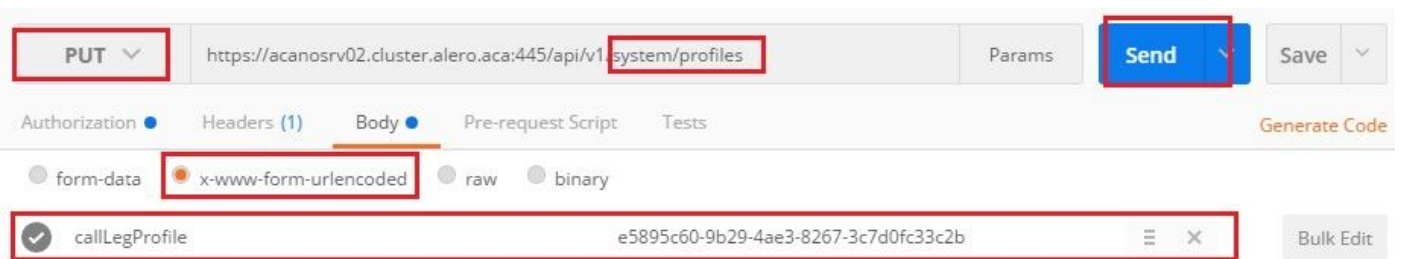 PUT https://acanosrv02.cluster.alero.aca:445/api/v1/system/profiles Params Send Save
Authorization Headers (1) Body Pre-request Script Tests Generate Code
form-data x-www-form-urlencoded raw binary
callLegProfile e5895c60-9b29-4ae3-8267-3c7d0fc33c2b Bulk Edit